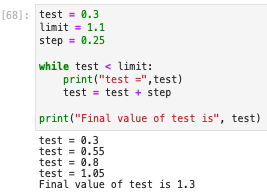 [68]: test = 0.3
limit = 1.1
step = 0.25
while test < limit:
print("test =",test)
test = test + step
print("Final value of test is", test)
test = 0.3
test = 0.55
test = 0.8
test = 1.05
Final value of test is 1.3